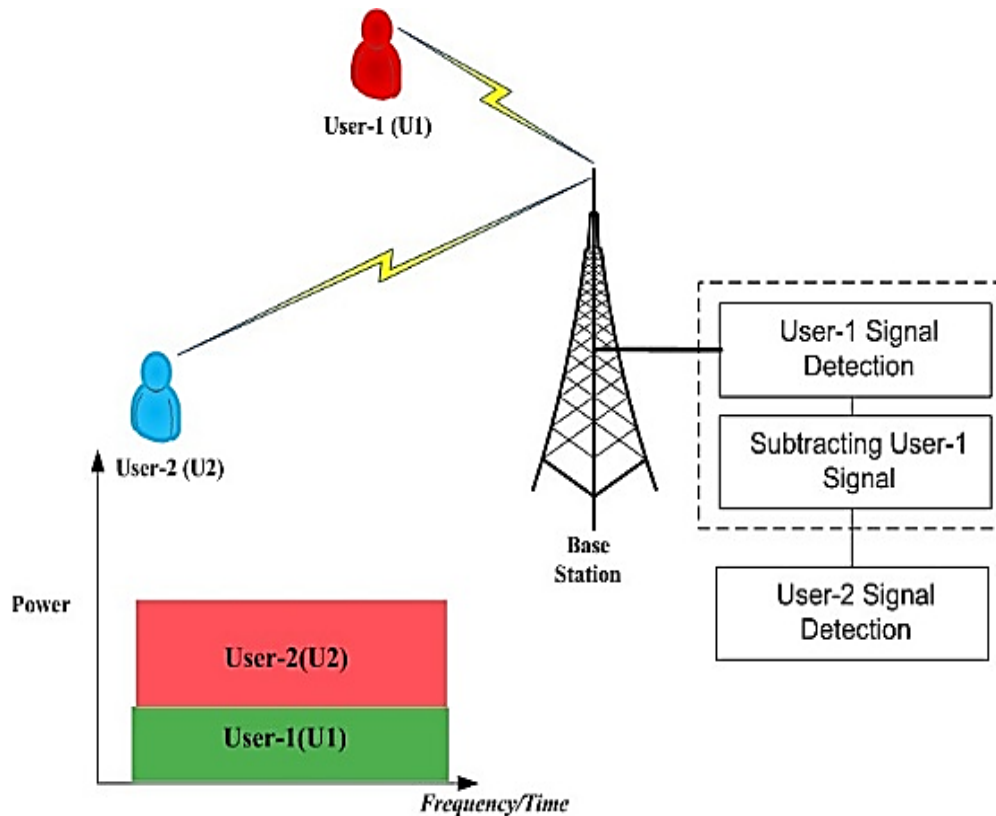 User-1 (U1)
User-1 Signal
Detection
Subtracting User-1
Signal
User-2 (U2)
Base
Station
User-2 Signal
Detection
Power
User-2(U2)
User-1(U1)
Frequency/Time